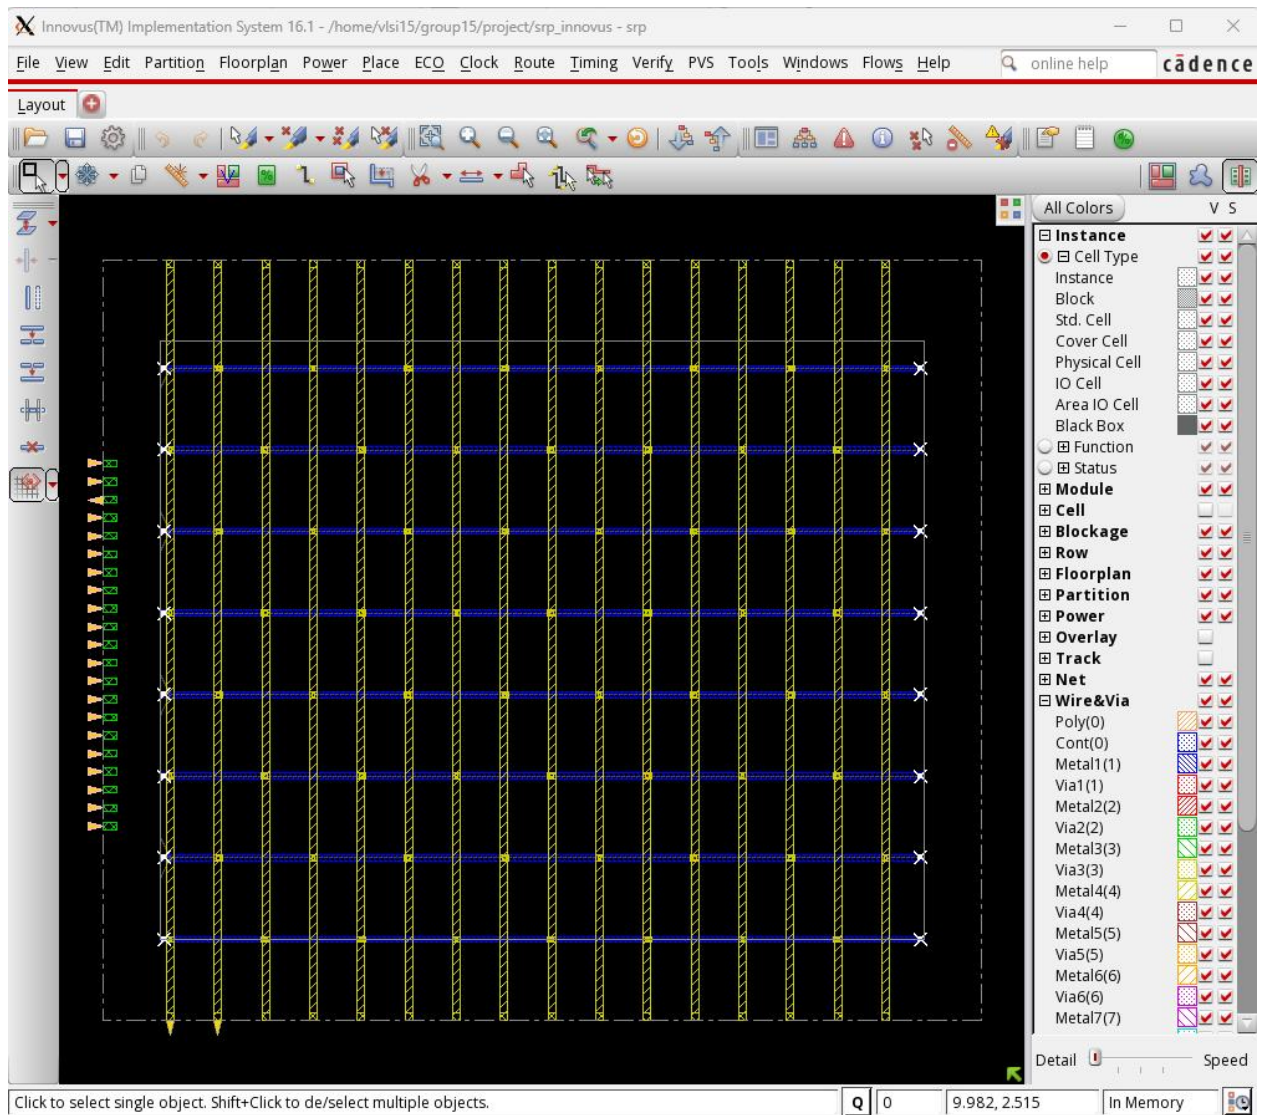 Innovus(TM) Implementation System 16.1 - /home/vlsi15/group15/project/srp_innovus - srp
File View Edit Partition Floorplan Power Place ECO Clock Route Timing Verify PVS Tools Windows Flows Help online help cādence
Layout
All Colors V S
Instance
Cell Type
Instance
Block
Std. Cell
Cover Cell
Physical Cell
IO Cell
Area IO Cell
Black Box
Function
Status
Module
Cell
Blockage
Row
Floorplan
Partition
Power
Overlay
Track
Net
Wire&Via
Poly(0)
Cont(0)
Metal1(1)
Via1(1)
Metal2(2)
Via2(2)
Metal3(3)
Via3(3)
Metal4(4)
Via4(4)
Metal5(5)
Via5(5)
Metal6(6)
Via6(6)
Metal7(7)
Detail Speed
Click to select single object. Shift+Click to de/select multiple objects. Q 0 9.982, 2.515 In Memory